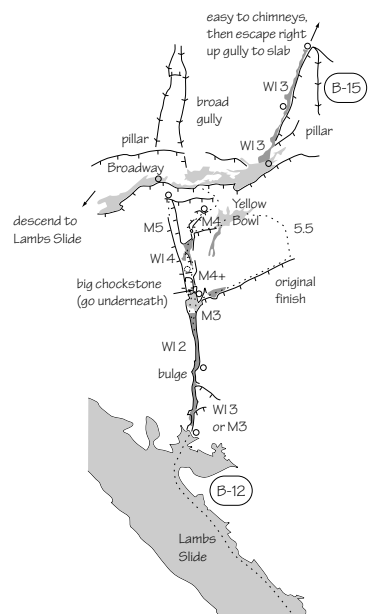 easy to chimneys,
then escape right
up gully to slab
WI 3
B-15
broad
gully
pillar
WI 3
pillar
Broadway
descend to
Lambs Slide
M5
M4
Yellow
Bowl
5.5
WI 4
M4+
big chockstone
(go underneath)
original
finish
M3
WI 2
bulge
WI 3
or M3
B-12
Lambs
Slide